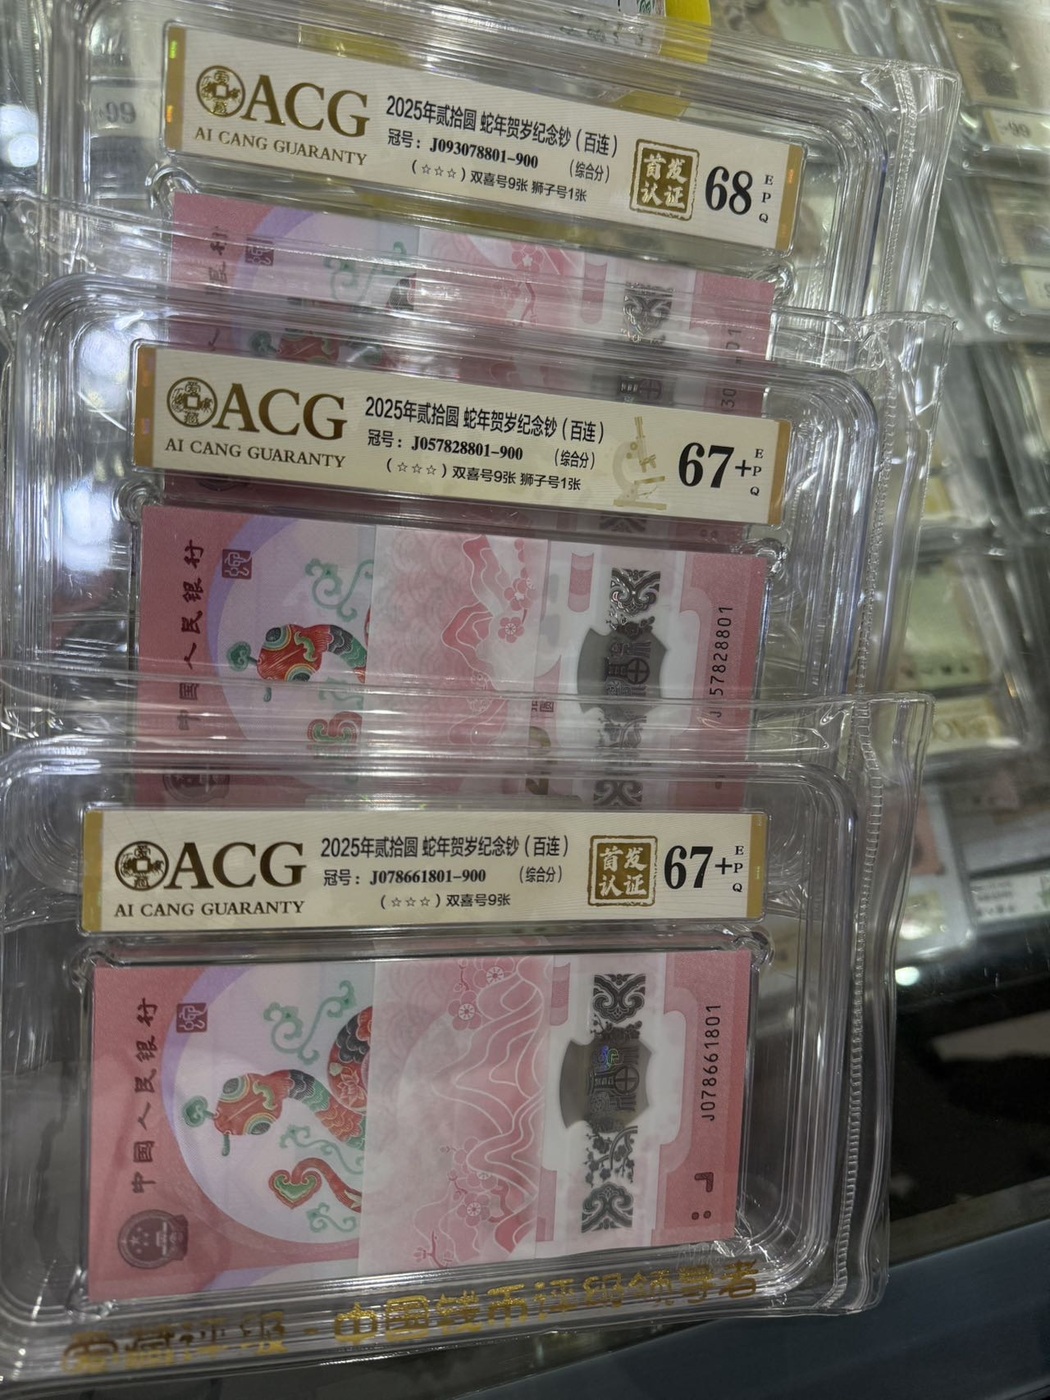 ACG
AI CANG GUARANTY
2025年贰拾圆 蛇年贺岁纪念钞（百连）
冠号：J093078801-900 （综合分）
（☆☆☆）双喜号9张 狮子号1张
首发
认证
68
EPQ
ACG
AI CANG GUARANTY
2025年贰拾圆 蛇年贺岁纪念钞（百连）
冠号：J057828801-900 （综合分）
（☆☆☆）双喜号9张 狮子号1张
67+
EPQ
中国人民银行
57828801
ACG
AI CANG GUARANTY
2025年贰拾圆 蛇年贺岁纪念钞（百连）
冠号：J078661801-900 （综合分）
（☆☆☆）双喜号9张
首发
认证
67+
EPQ
中國人民银行
J078661801